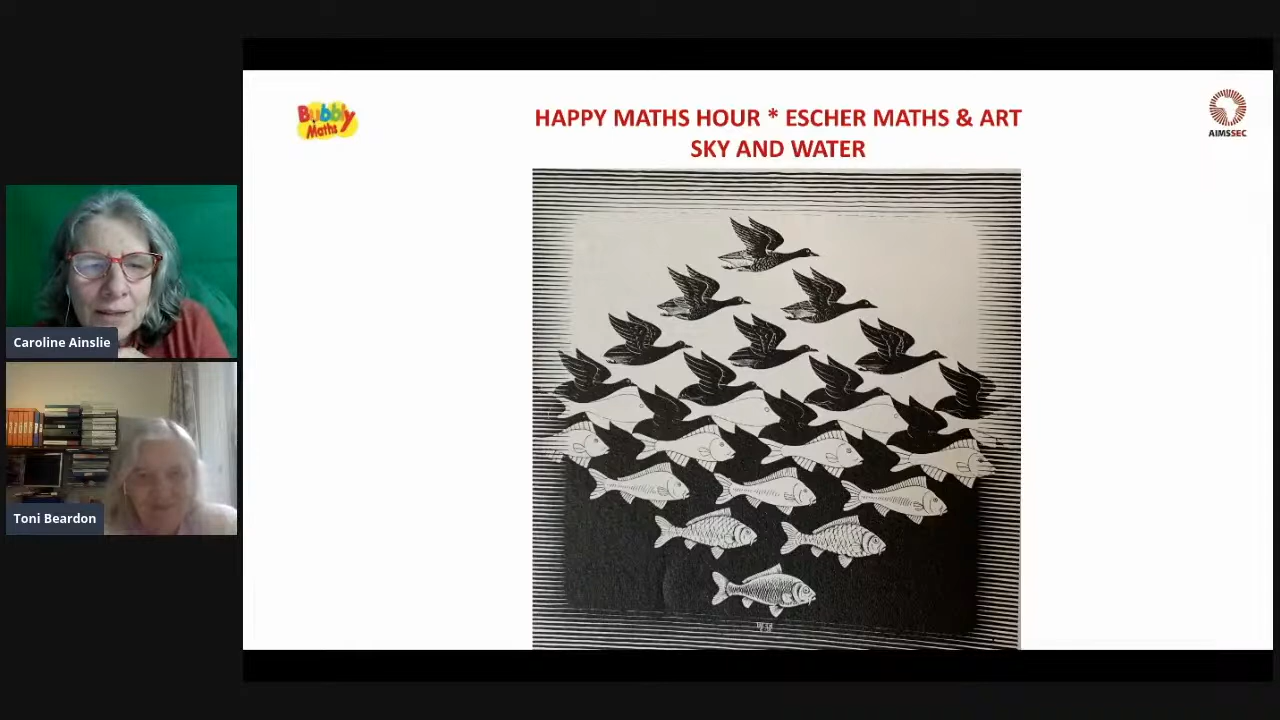 Bubbly
Maths
HAPPY MATHS HOUR * ESCHER MATHS & ART
SKY AND WATER
AIMSSEC
Caroline Ainslie
Toni Beardon